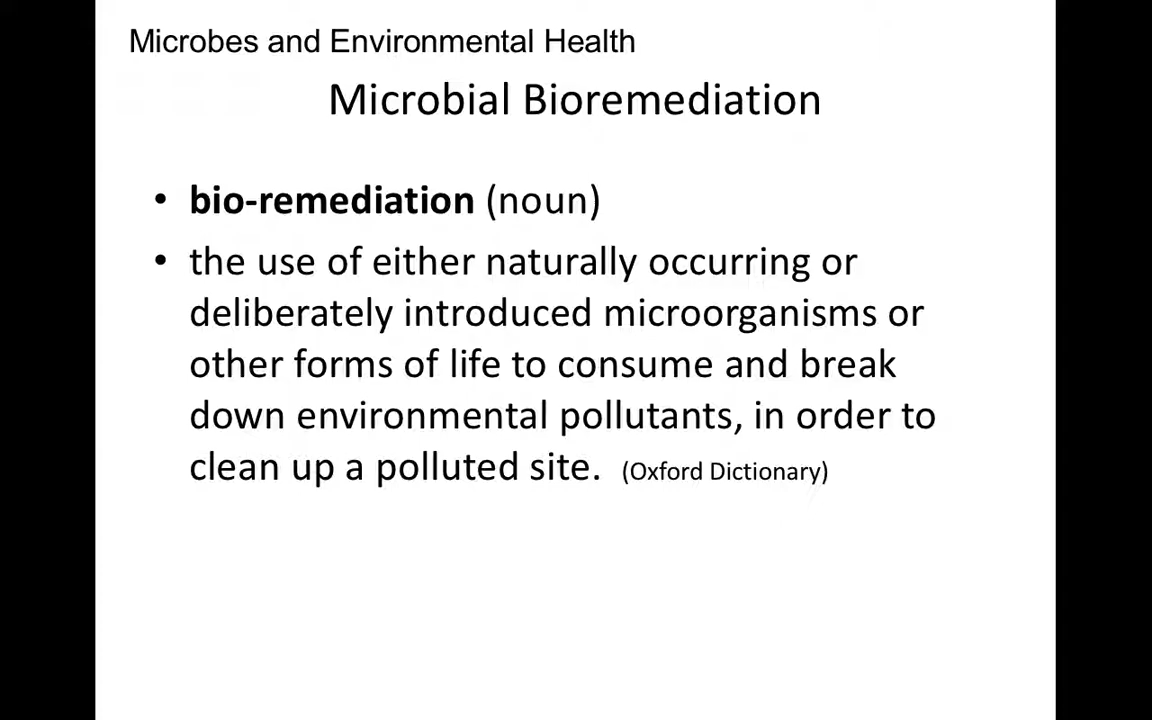 Microbes and Environmental Health
Microbial Bioremediation
• bio-remediation (noun)
• the use of either naturally occurring or
deliberately introduced microorganisms or
other forms of life to consume and break
down environmental pollutants, in order to
clean up a polluted site. (Oxford Dictionary)